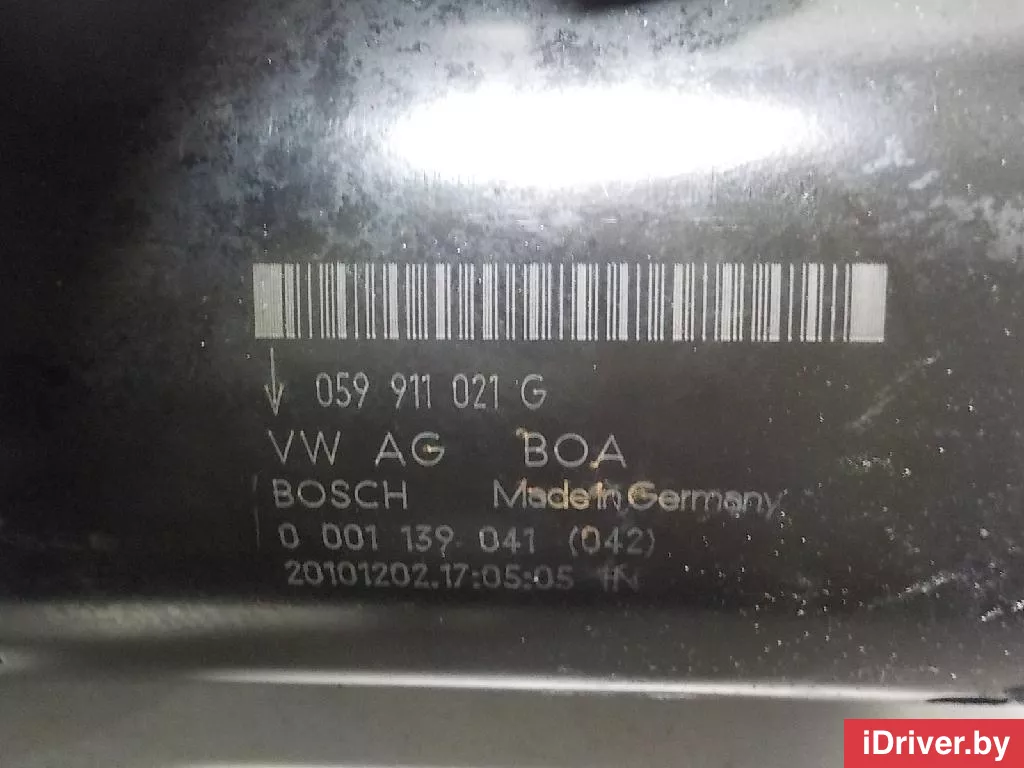 059 911 021 G
VW AG BOA
BOSCH Made In Germany
0 001 139 041 (042)
20101202.17:05:05 IN
iDriver.by